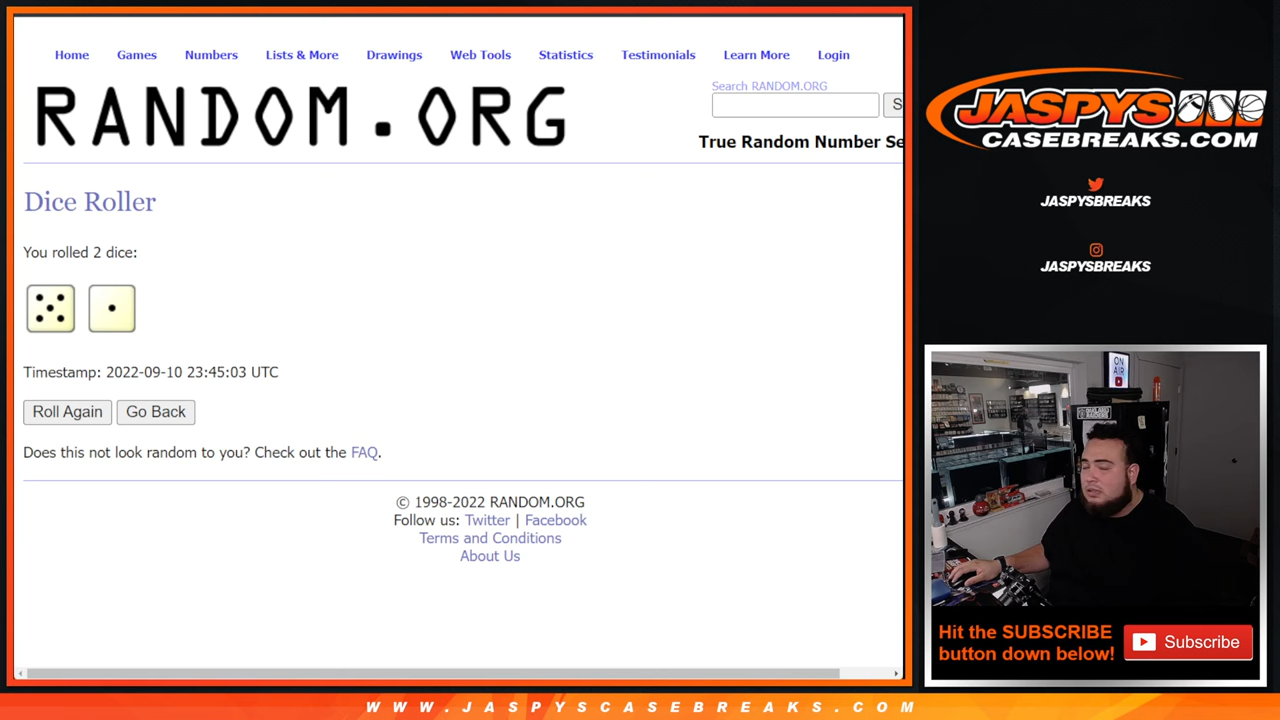 Home Games Numbers Lists & More Drawings Web Tools Statistics Testimonials Learn More Login
RANDOM.ORG
Search RANDOM.ORG
S
True Random Number Se
Dice Roller
You rolled 2 dice:
Timestamp: 2022-09-10 23:45:03 UTC
Roll Again Go Back
Does this not look random to you? Check out the FAQ.
© 1998-2022 RANDOM.ORG
Follow us: Twitter | Facebook
Terms and Conditions
About Us
JASPYS
CASEBREAKS.COM
JASPYSBREAKS
JASPYSBREAKS
ON
AIR
Hit the SUBSCRIBE
button down below!
Subscribe
WWW.JASPYSCASEBREAKS.COM